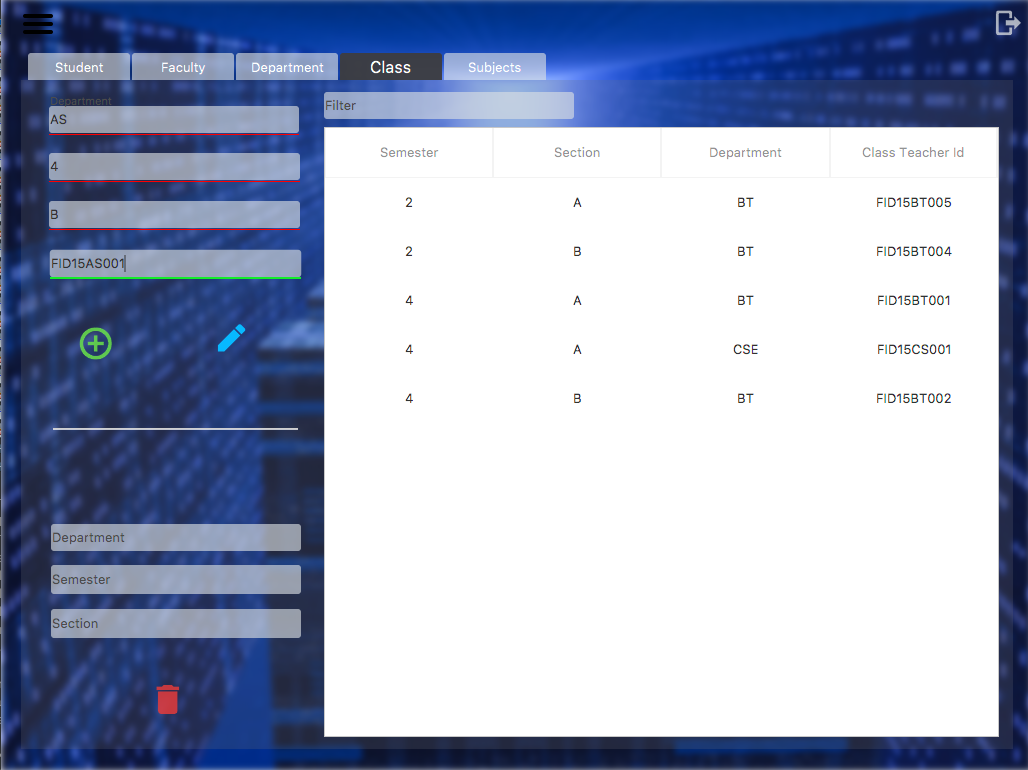 Student Faculty Department Class Subjects
Department
AS
4
B
FID15AS001
Department
Semester
Section
Filter
Semester Section Department Class Teacher Id
2 A BT FID15BT005
2 B BT FID15BT004
4 A BT FID15BT001
4 A CSE FID15CS001
4 B BT FID15BT002